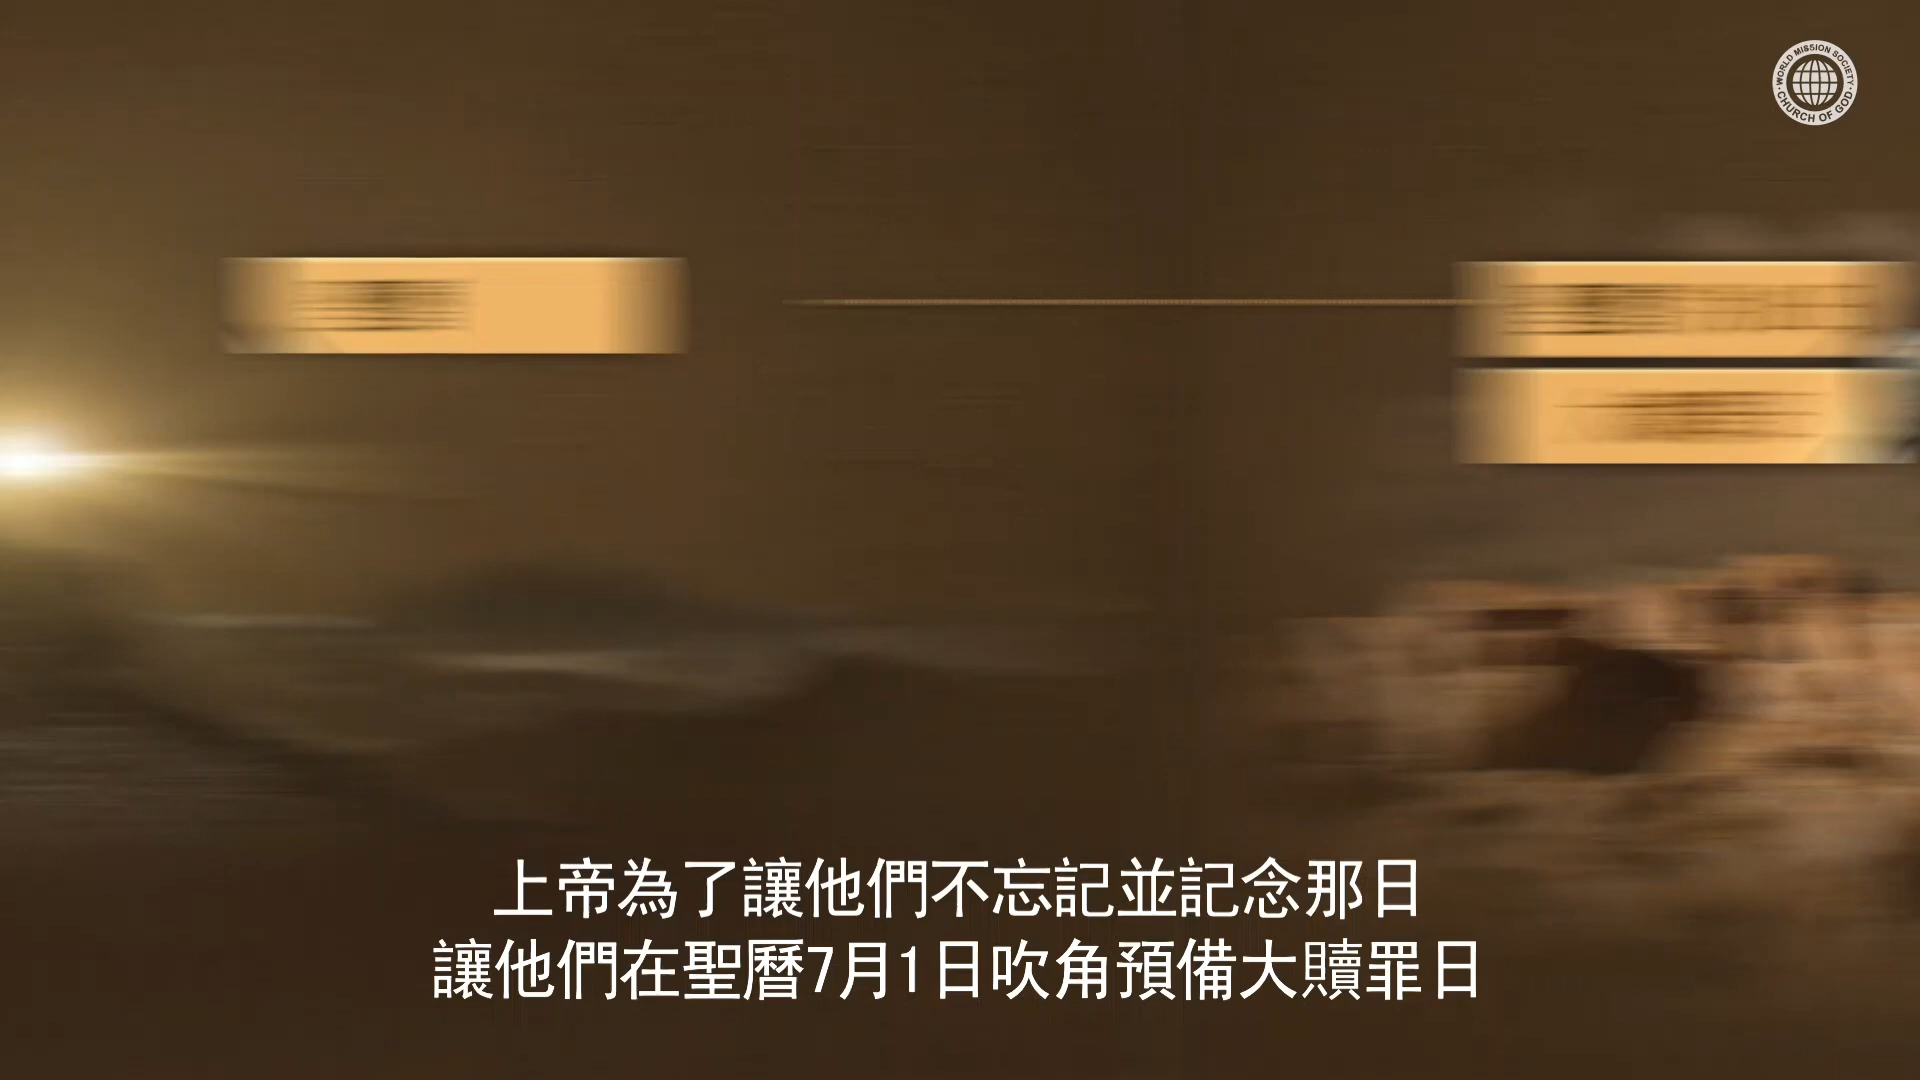 WORLD MISSION SOCIETY
CHURCH OF GOD
上帝為了讓他們不忘記並記念那日
讓他們在聖曆7月1日吹角預備大贖罪日